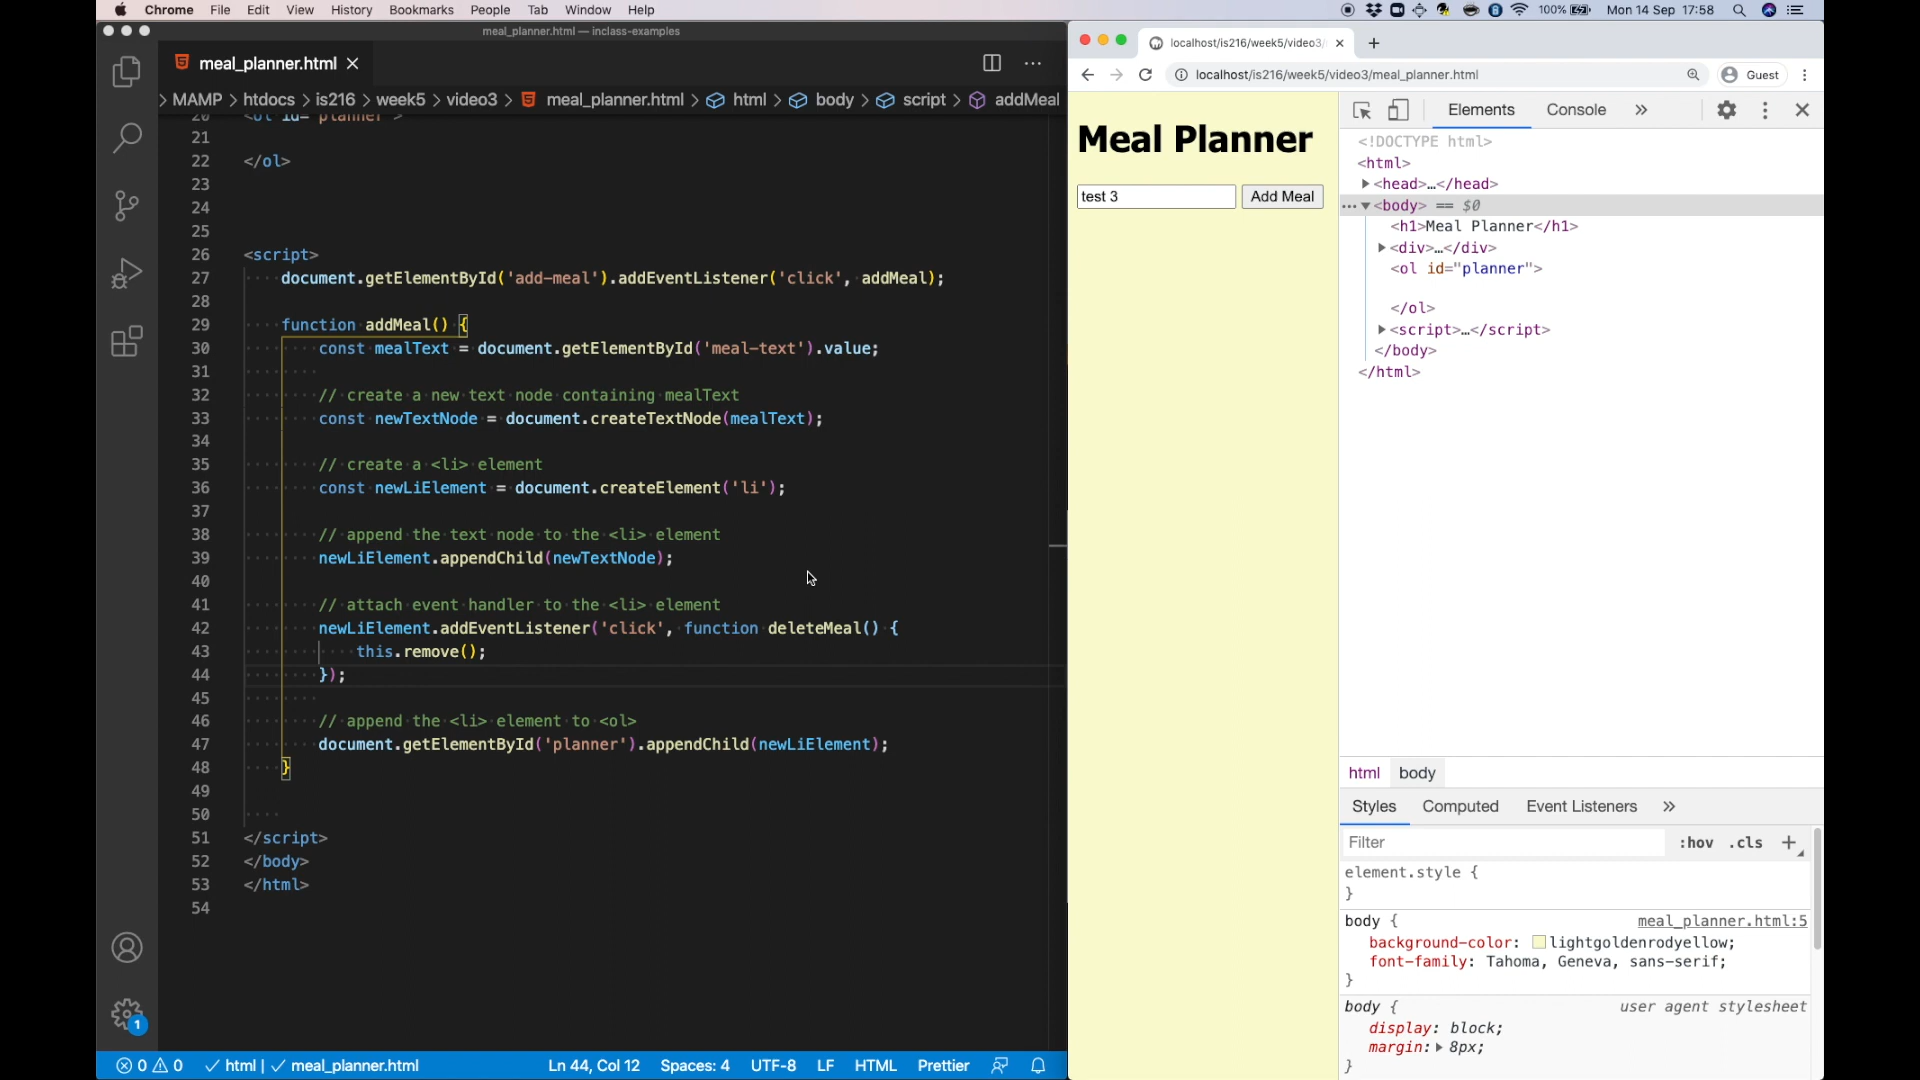 Chrome File Edit View History Bookmarks People Tab Window Help
100% Mon 14 Sep 17:58
meal_planner.html — inclass-examples
meal_planner.html
> MAMP > htdocs > is216 > week5 > video3 > meal_planner.html > html > body > script > addMeal
20 <ol id="planner">
21
22 </ol>
23
24
25
26 <script>
27 document.getElementById('add-meal').addEventListener('click', addMeal);
28
29 function addMeal() {
30 const mealText = document.getElementById('meal-text').value;
31
32 // create a new text node containing mealText
33 const newTextNode = document.createTextNode(mealText);
34
35 // create a <li> element
36 const newLiElement = document.createElement('li');
37
38 // append the text node to the <li> element
39 newLiElement.appendChild(newTextNode);
40
41 // attach event handler to the <li> element
42 newLiElement.addEventListener('click', function deleteMeal() {
43 this.remove();
44 });
45
46 // append the <li> element to <ol>
47 document.getElementById('planner').appendChild(newLiElement);
48 }
49
50
51 </script>
52 </body>
53 </html>
54
1
0 0 html | meal_planner.html Ln 44, Col 12 Spaces: 4 UTF-8 LF HTML Prettier
localhost/is216/week5/video3/
localhost/is216/week5/video3/meal_planner.html Guest
Meal Planner
test 3 Add Meal
Elements Console »
<!DOCTYPE html>
<html>
<head>…</head>
<body> == $0
<h1>Meal Planner</h1>
<div>…</div>
<ol id="planner">
</ol>
<script>…</script>
</body>
</html>
html body
Styles Computed Event Listeners »
Filter :hov .cls +
element.style {
}
body { meal_planner.html:5
background-color: lightgoldenrodyellow;
font-family: Tahoma, Geneva, sans-serif;
}
body { user agent stylesheet
display: block;
margin: 8px;
}